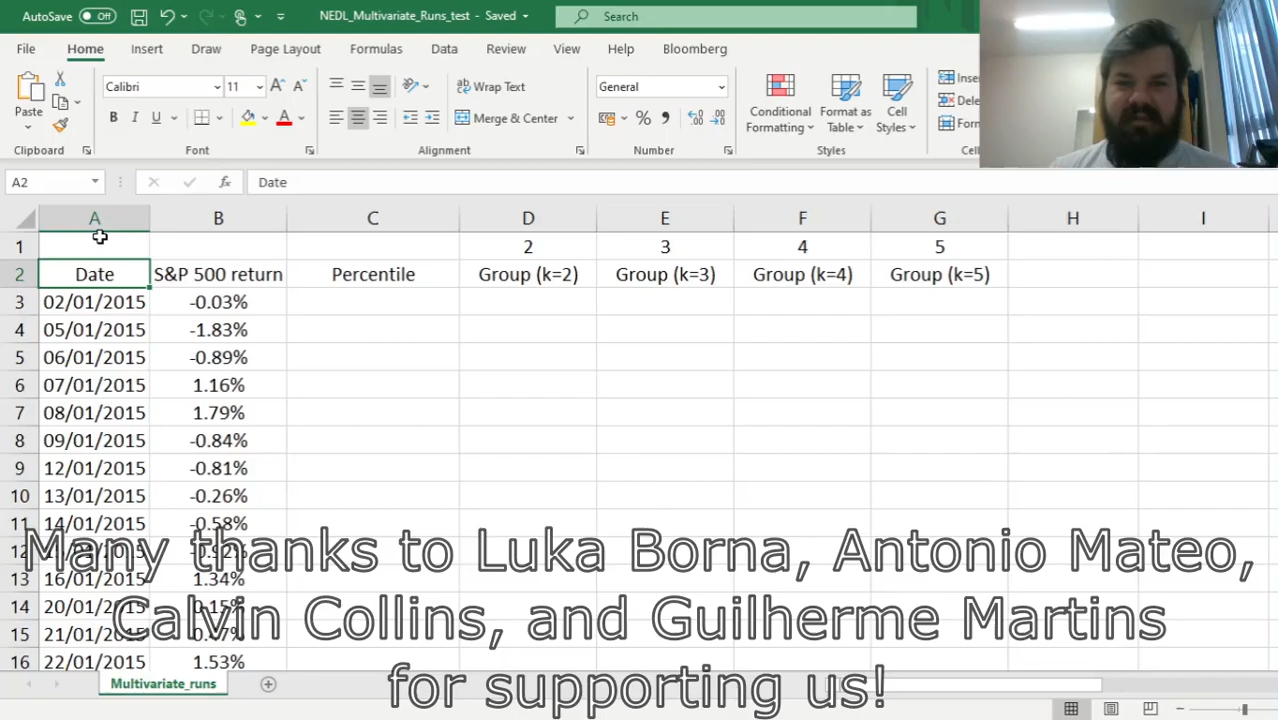 AutoSave Off NEDL_Multivariate_Runs_test - Saved Search
File Home Insert Draw Page Layout Formulas Data Review View Help Bloomberg
Paste Calibri 11 Wrap Text General Conditional Formatting Format as Table Cell Styles
Merge & Center
Clipboard Font Alignment Number Styles
A2 Date
A B C D E F G H I
1 2 3 4 5
2 Date S&P 500 return Percentile Group (k=2) Group (k=3) Group (k=4) Group (k=5)
3 02/01/2015 -0.03%
4 05/01/2015 -1.83%
5 06/01/2015 -0.89%
6 07/01/2015 1.16%
7 08/01/2015 1.79%
8 09/01/2015 -0.84%
9 12/01/2015 -0.81%
10 13/01/2015 -0.26%
11 14/01/2015 -0.58%
Many thanks to Luka Borna, Antonio Mateo,
13 16/01/2015 1.34%
14 20/01/2015 0.15%
Calvin Collins, and Guilherme Martins
15 21/01/2015
16 22/01/2015 1.53%
for supporting us!
Multivariate_runs